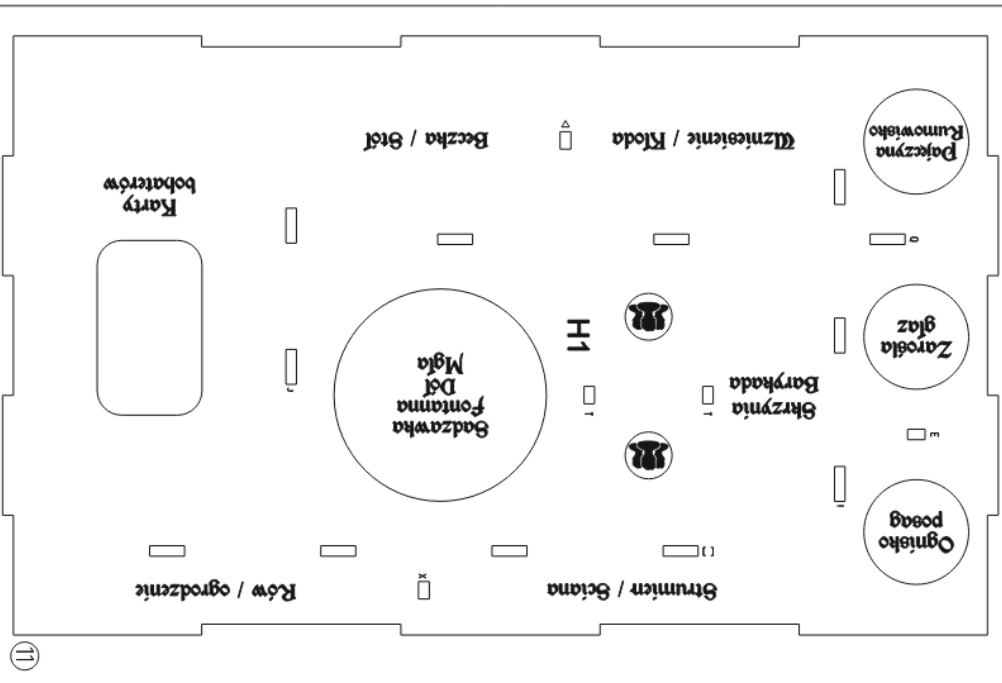 11
Strumień / Ściana
X
Rów / ogrodzenie
[ ]
Ognisko
posąg
I
E
Skrzynia
Barykada
T
T
H1
Sadzawka
Fontanna
Dół
Mgła
J
Zarośla
głaz
O
Karty
bohaterów
Pajęczyna
Rumowisko
Wzniesienie / Kłoda
Beczka / Stół